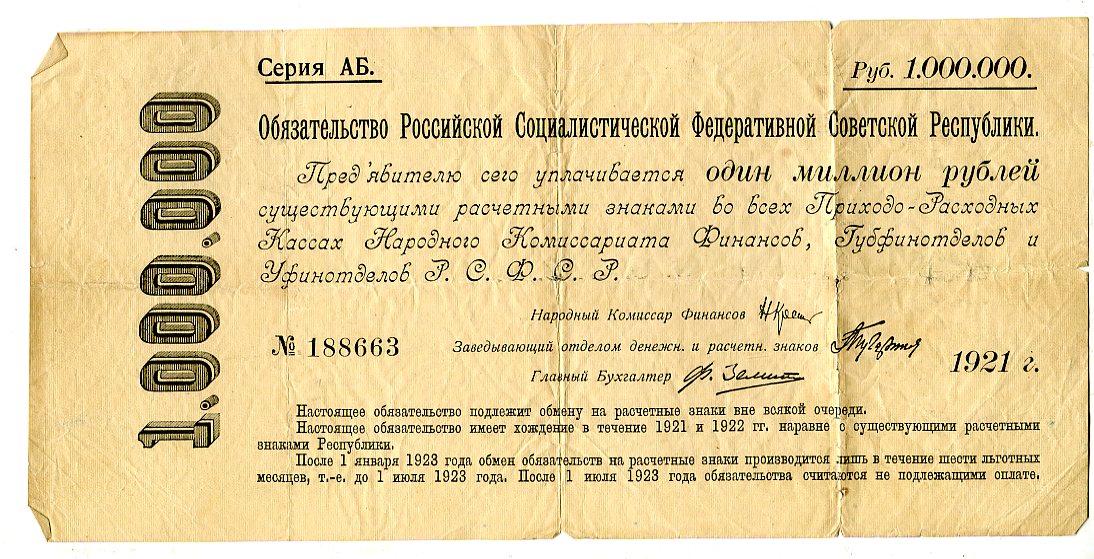 1.000.000
Серия АБ.
Руб. 1.000.000.
Обязательство Российской Социалистической Федеративной Советской Республики.
Пред'явителю сего уплачивается один миллион рублей
существующими расчетными знаками во всех Приходо-Расходных
Кассах Народного Комиссариата Финансов, Губфинотделов и
Уфинотделов Р. С. Ф. С. Р.
Народный Комиссар Финансов
№ 188663
Заведывающий отделом денежн. и расчетн. знаков
1921 г.
Главный Бухгалтер
Настоящее обязательство подлежит обмену на расчетные знаки вне всякой очереди.
Настоящее обязательство имеет хождение в течение 1921 и 1922 гг. наравне с существующими расчетными
знаками Республики.
После 1 января 1923 года обмен обязательств на расчетные знаки производится лишь в течение шести льготных
месяцев, т.-е. до 1 июля 1923 года. После 1 июля 1923 года обязательства считаются не подлежащими оплате.